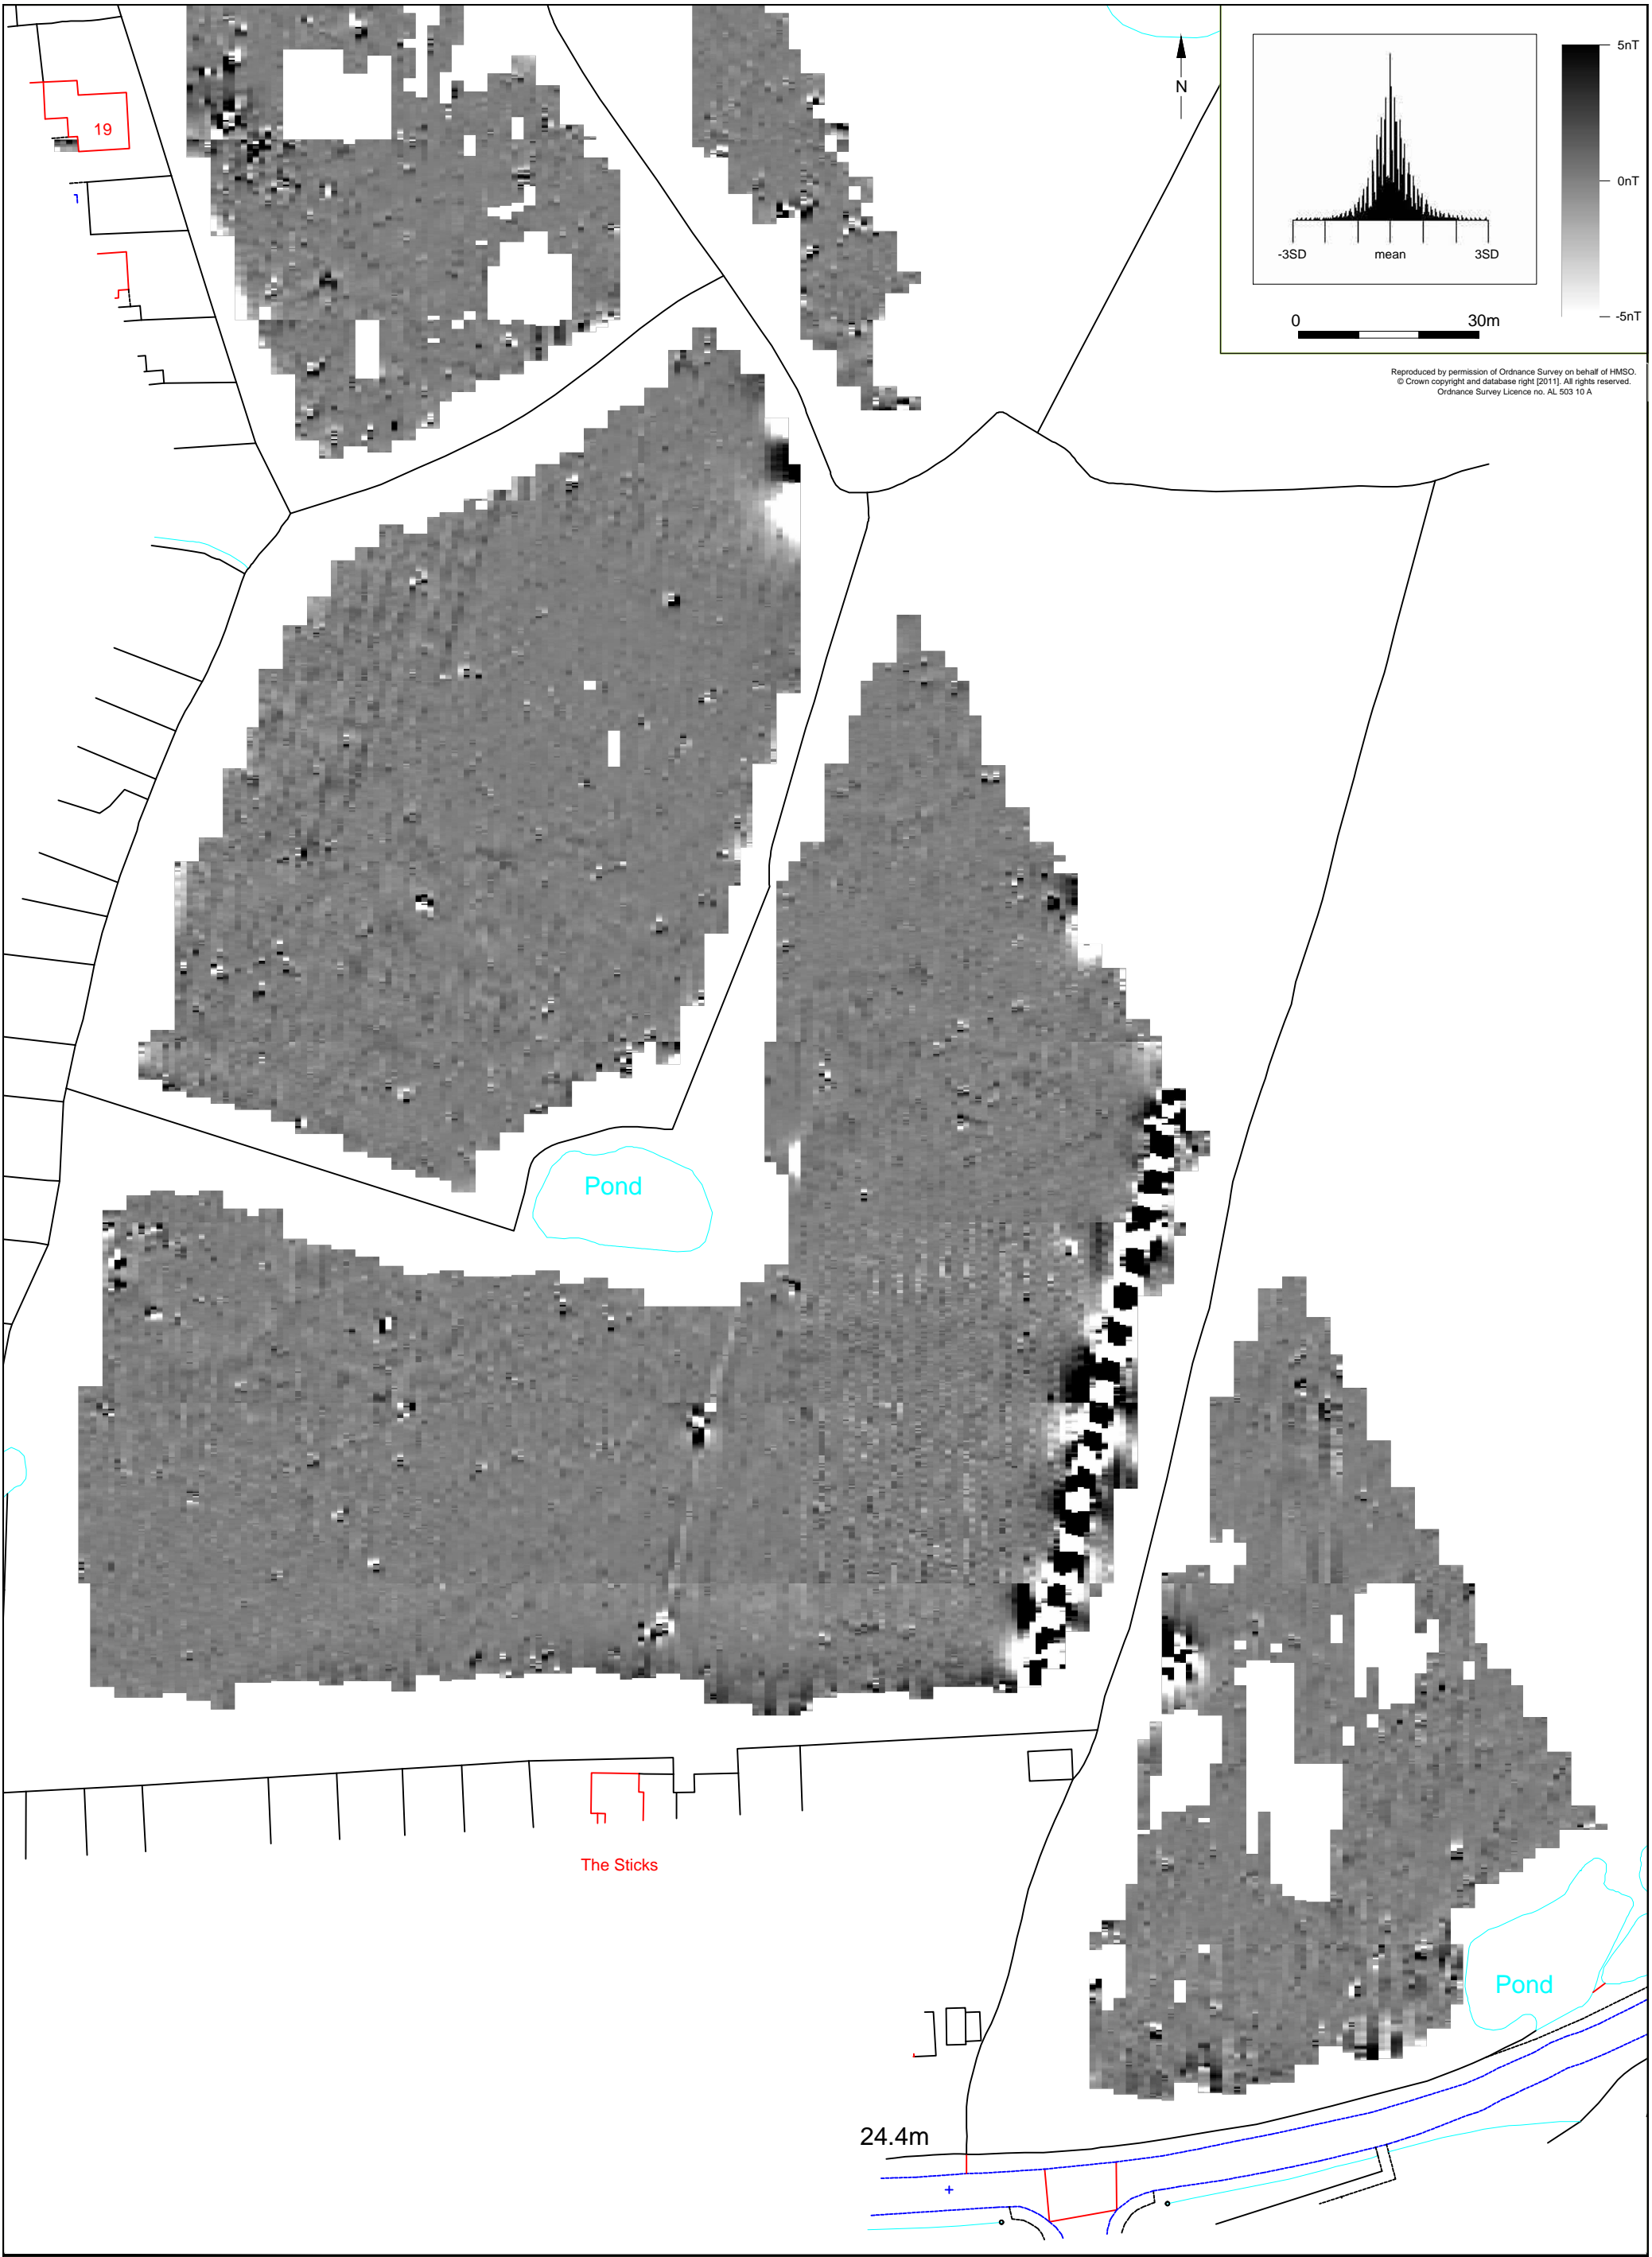 5nT
N
19
0nT
-3SD mean 3SD
-5nT
0 30m
Reproduced by permission of Ordnance Survey on behalf of HMSO.
© Crown copyright and database right [2011]. All rights reserved.
Ordnance Survey Licence no. AL 503 10 A
Pond
The Sticks
Pond
24.4m